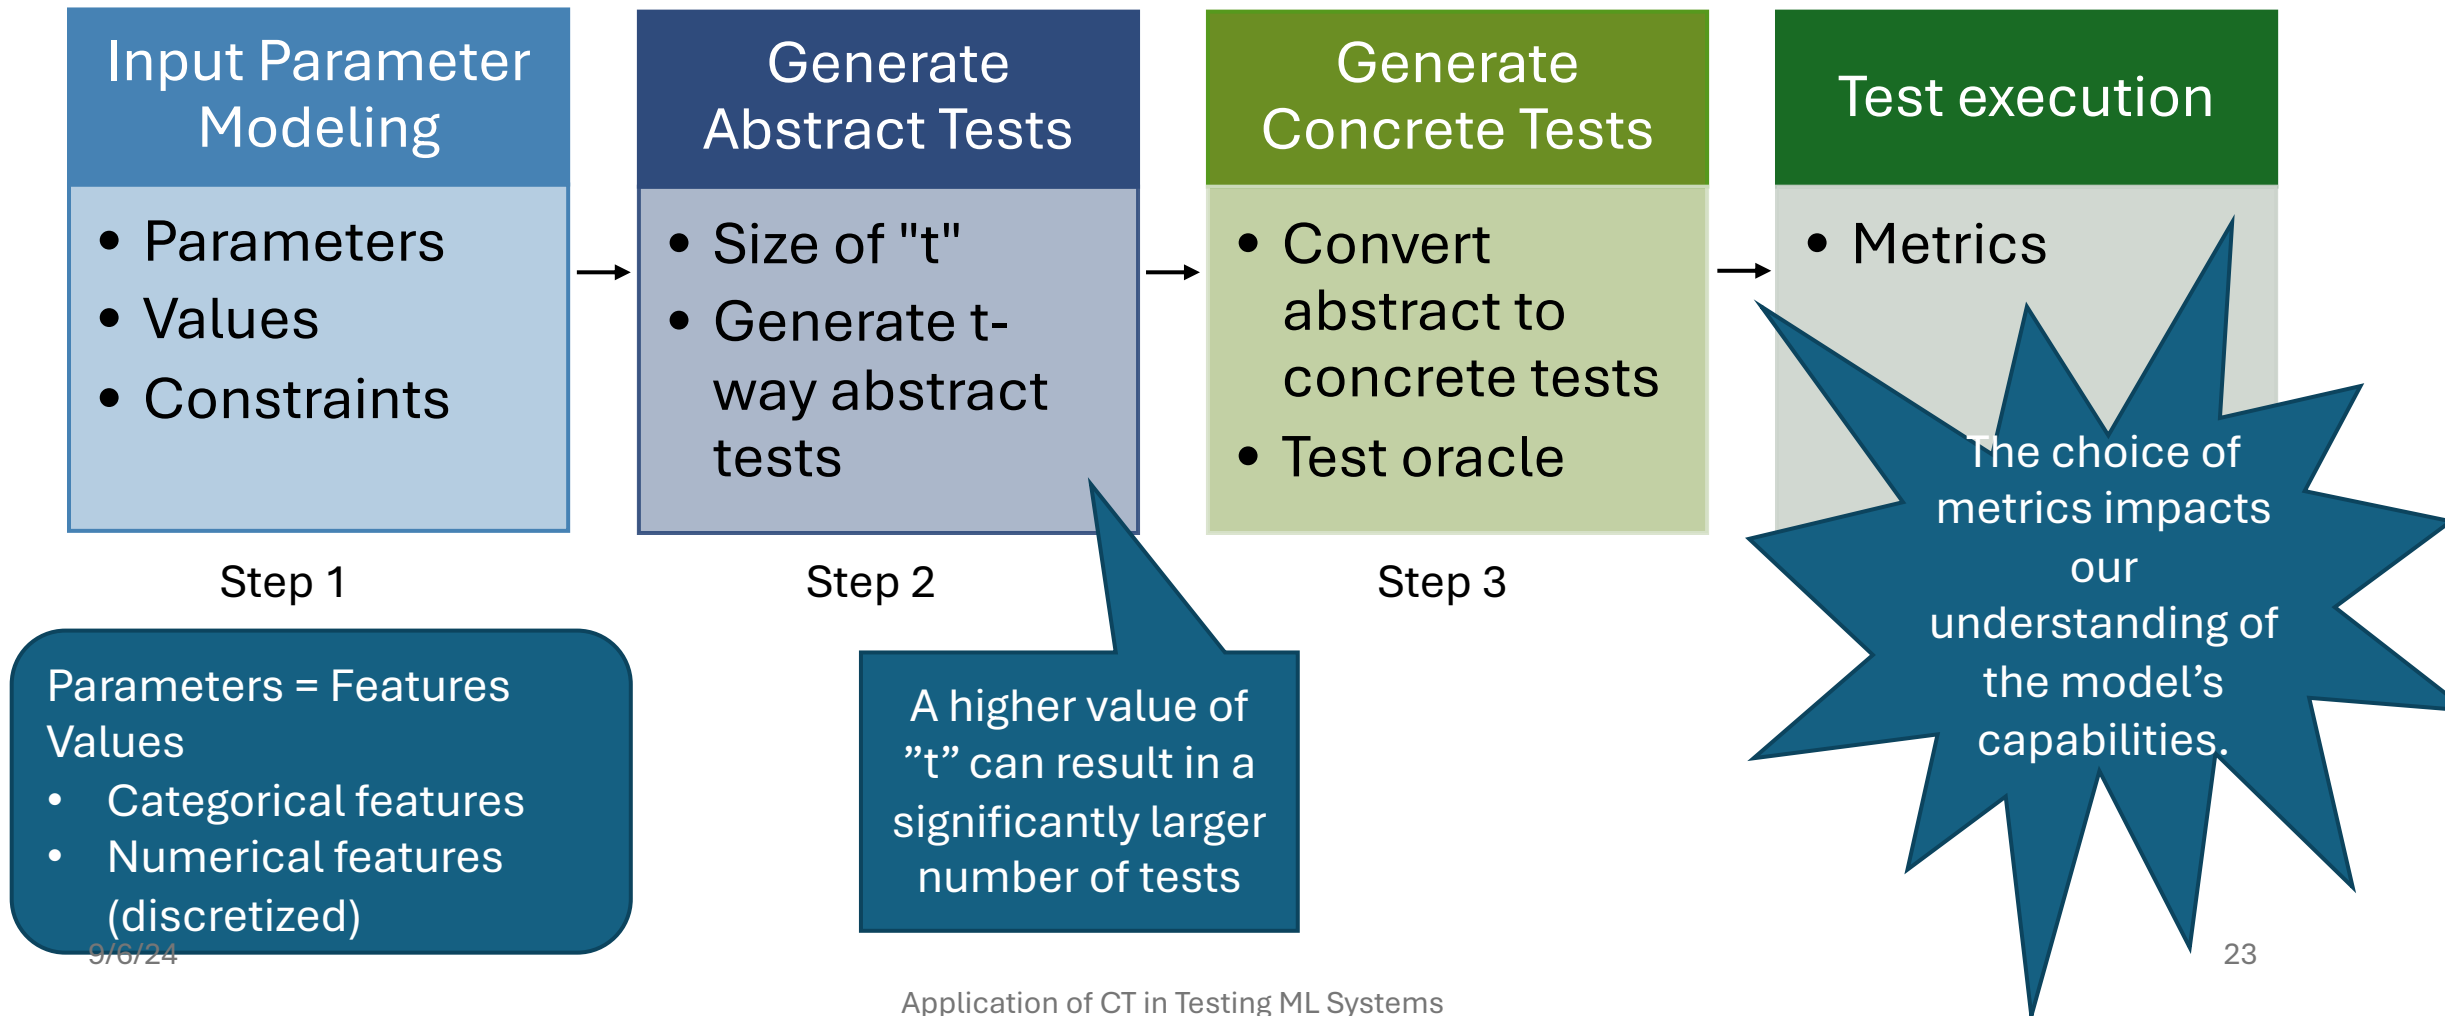 Input Parameter
Modeling
• Parameters
• Values
• Constraints
Step 1
Parameters = Features
Values
• Categorical features
• Numerical features
(discretized)
Generate
Abstract Tests
• Size of "t"
• Generate t-
way abstract
tests
Step 2
A higher value of
”t” can result in a
significantly larger
number of tests
Generate
Concrete Tests
• Convert
abstract to
concrete tests
• Test oracle
Step 3
Test execution
• Metrics
The choice of
metrics impacts
our
understanding of
the model’s
capabilities.
9/6/24
23
Application of CT in Testing ML Systems